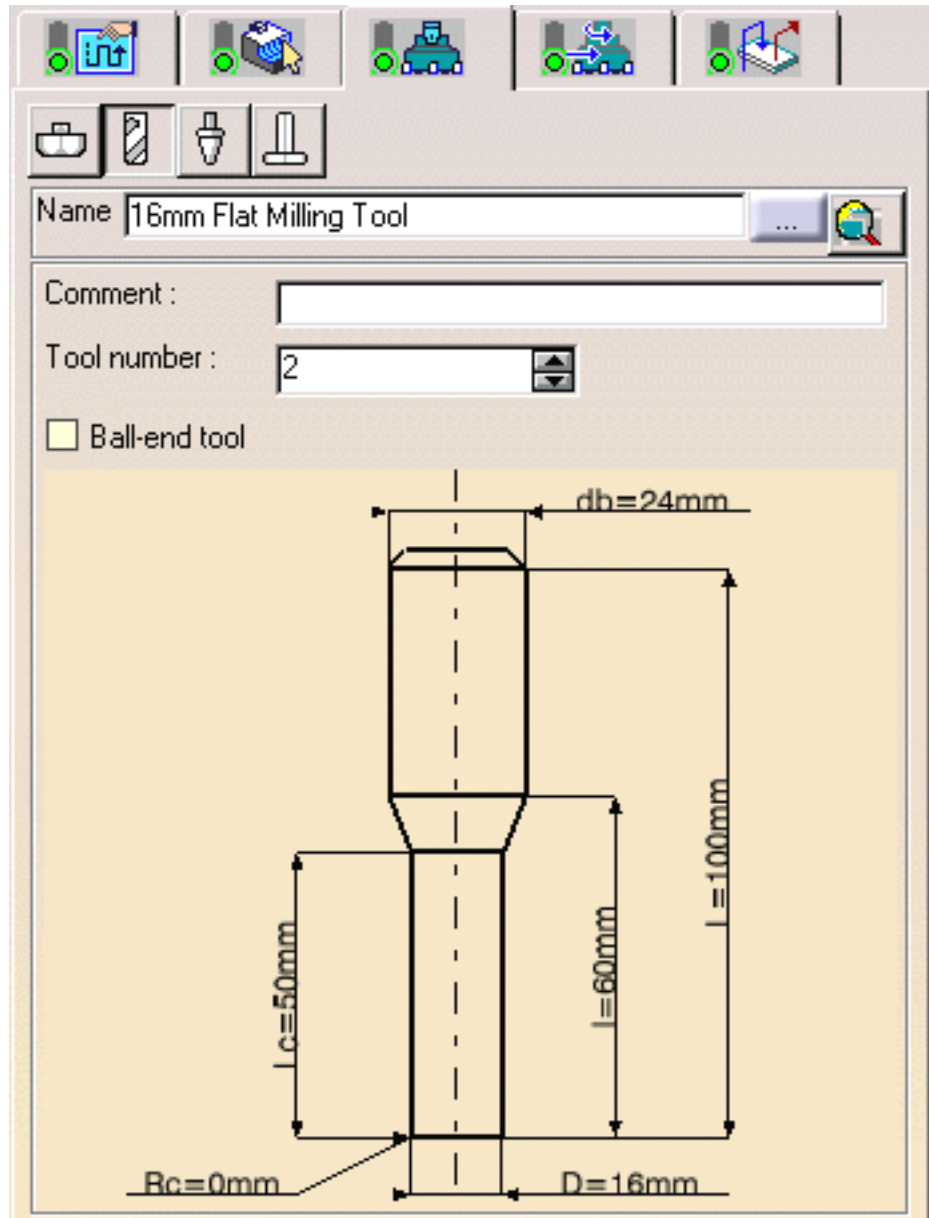 Name 16mm Flat Milling Tool ...
Comment :
Tool number : 2
Ball-end tool
db=24mm
L=100mm
l=60mm
Lc=50mm
Rc=0mm
D=16mm